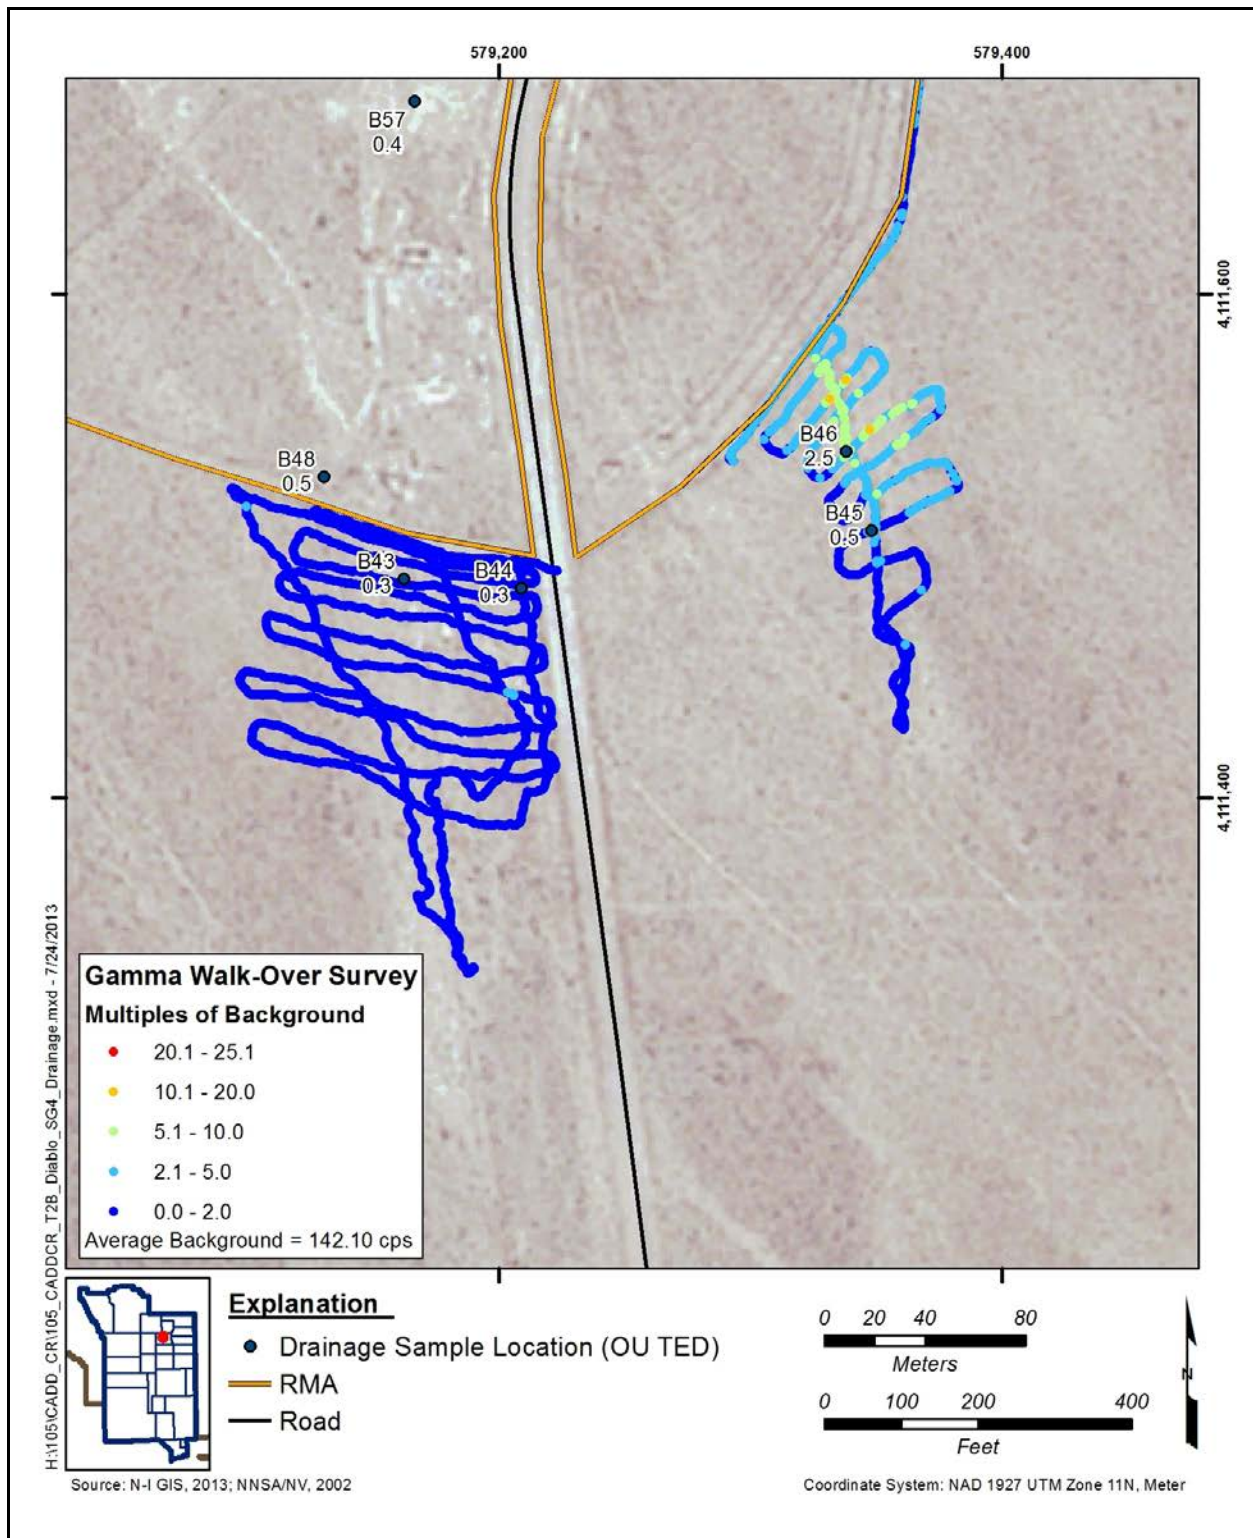 579,200
579,400
B57
0.4
4,111,600
B48
0.5
B46
2.5
B45
0.5
B43
0.3
B44
0.3
4,111,400
H:\105\CADD_CR\105_CADDCR_T2B_Diablo_SG4_Drainage.mxd - 7/24/2013
Gamma Walk-Over Survey
Multiples of Background
20.1 - 25.1
10.1 - 20.0
5.1 - 10.0
2.1 - 5.0
0.0 - 2.0
Average Background = 142.10 cps
Explanation
Drainage Sample Location (OU TED)
RMA
Road
0 20 40 80
Meters
0 100 200 400
Feet
N
Source: N-I GIS, 2013; NNSA/NV, 2002
Coordinate System: NAD 1927 UTM Zone 11N, Meter